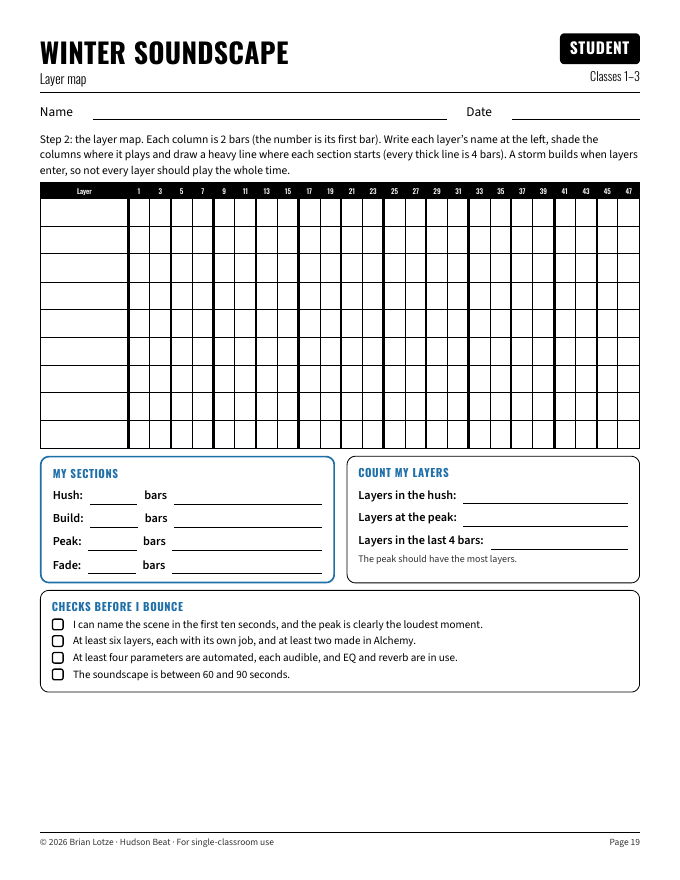 WINTER SOUNDSCAPE
STUDENT
Layer map
Classes 1–3
Name
Date
Step 2: the layer map. Each column is 2 bars (the number is its first bar). Write each layer’s name at the left, shade the
columns where it plays and draw a heavy line where each section starts (every thick line is 4 bars). A storm builds when layers
enter, so not every layer should play the whole time.
Layer 1 3 5 7 9 11 13 15 17 19 21 23 25 27 29 31 33 35 37 39 41 43 45 47
MY SECTIONS
Hush: bars
Build: bars
Peak: bars
Fade: bars
COUNT MY LAYERS
Layers in the hush:
Layers at the peak:
Layers in the last 4 bars:
The peak should have the most layers.
CHECKS BEFORE I BOUNCE
I can name the scene in the first ten seconds, and the peak is clearly the loudest moment.
At least six layers, each with its own job, and at least two made in Alchemy.
At least four parameters are automated, each audible, and EQ and reverb are in use.
The soundscape is between 60 and 90 seconds.
© 2026 Brian Lotze · Hudson Beat · For single-classroom use
Page 19